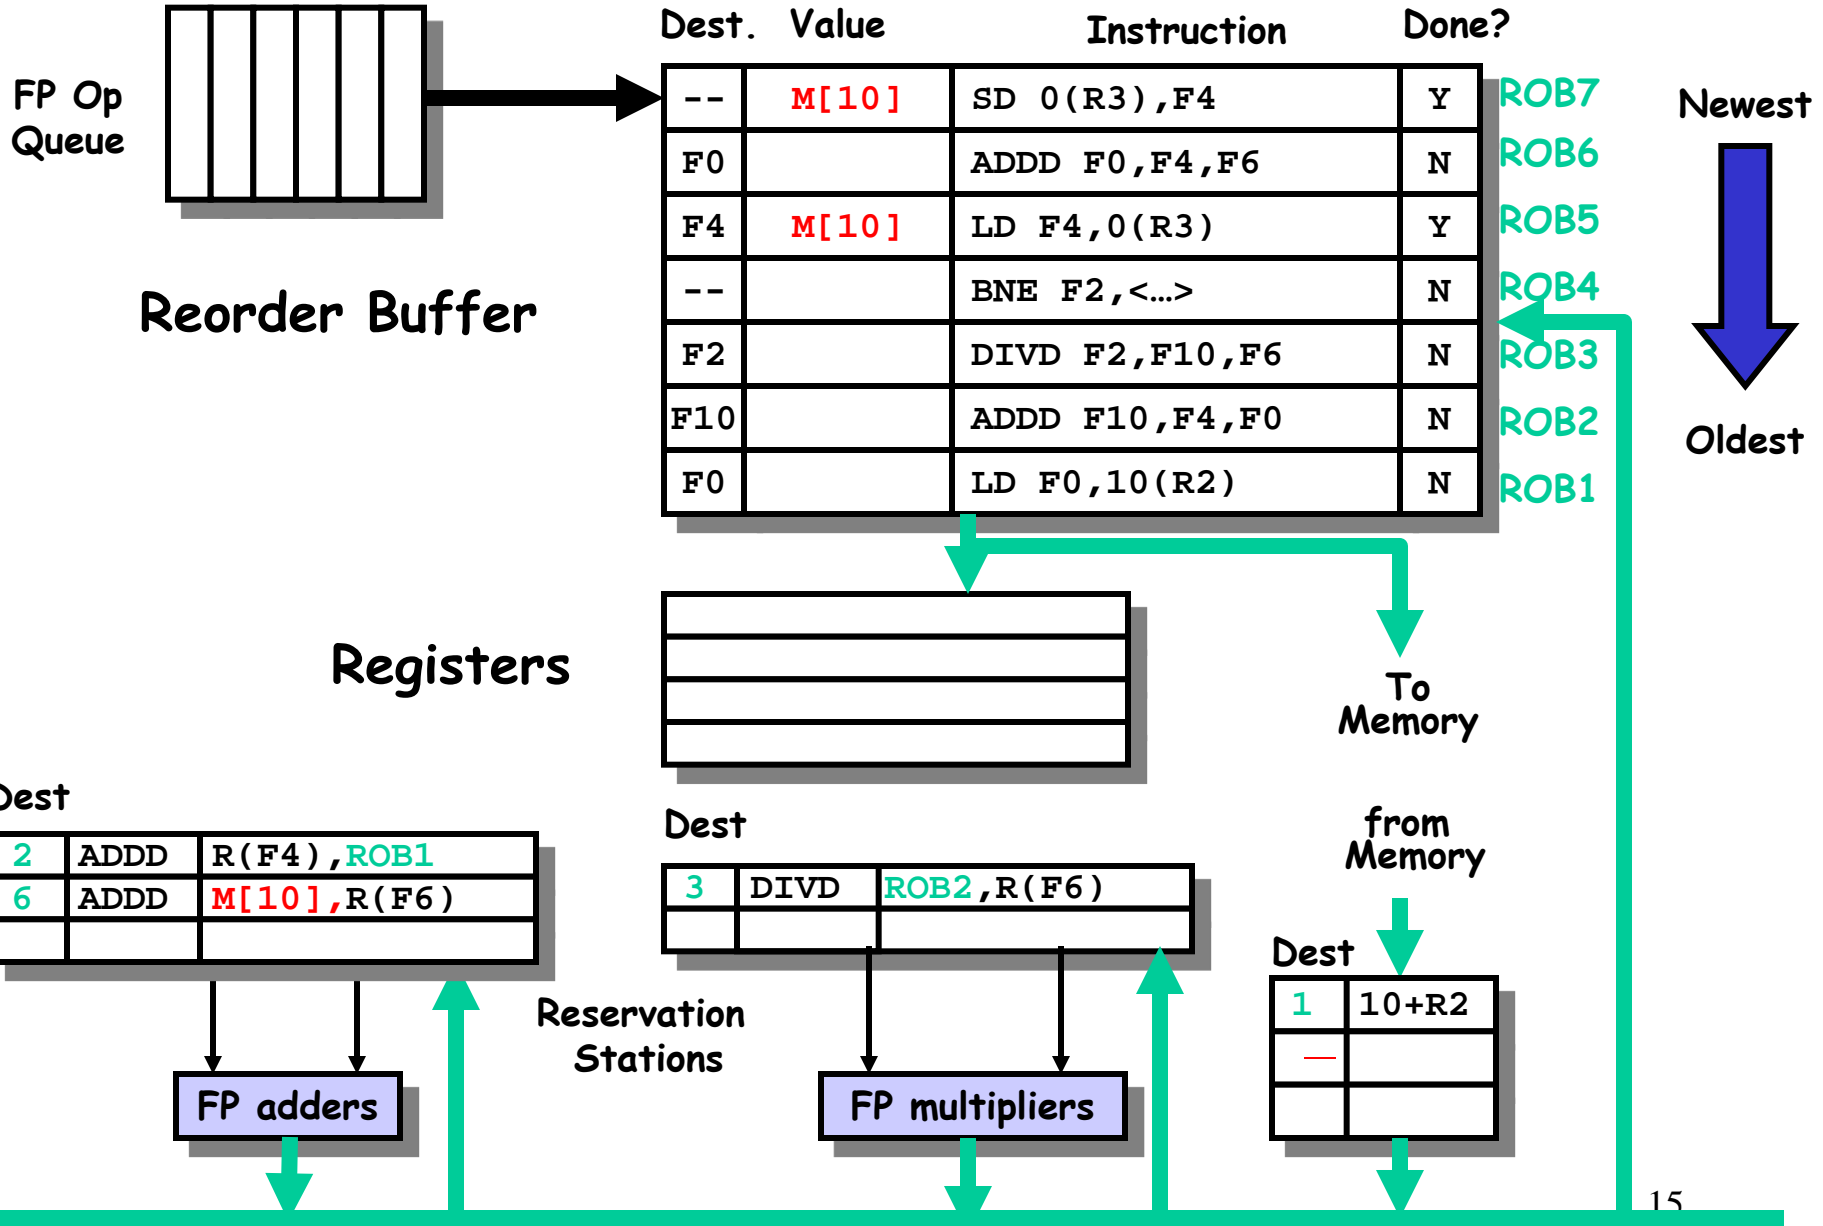 Dest. Value Instruction Done?
FP Op
Queue
-- M[10] SD 0(R3),F4 Y ROB7
F0 ADDD F0,F4,F6 N ROB6
F4 M[10] LD F4,0(R3) Y ROB5
-- BNE F2,<…> N ROB4
F2 DIVD F2,F10,F6 N ROB3
F10 ADDD F10,F4,F0 N ROB2
F0 LD F0,10(R2) N ROB1
Newest
Oldest
Reorder Buffer
Registers
To
Memory
Dest
2 ADDD R(F4),ROB1
6 ADDD M[10],R(F6)
Dest
3 DIVD ROB2,R(F6)
from
Memory
Dest
1 10+R2
Reservation
Stations
FP adders
FP multipliers
15